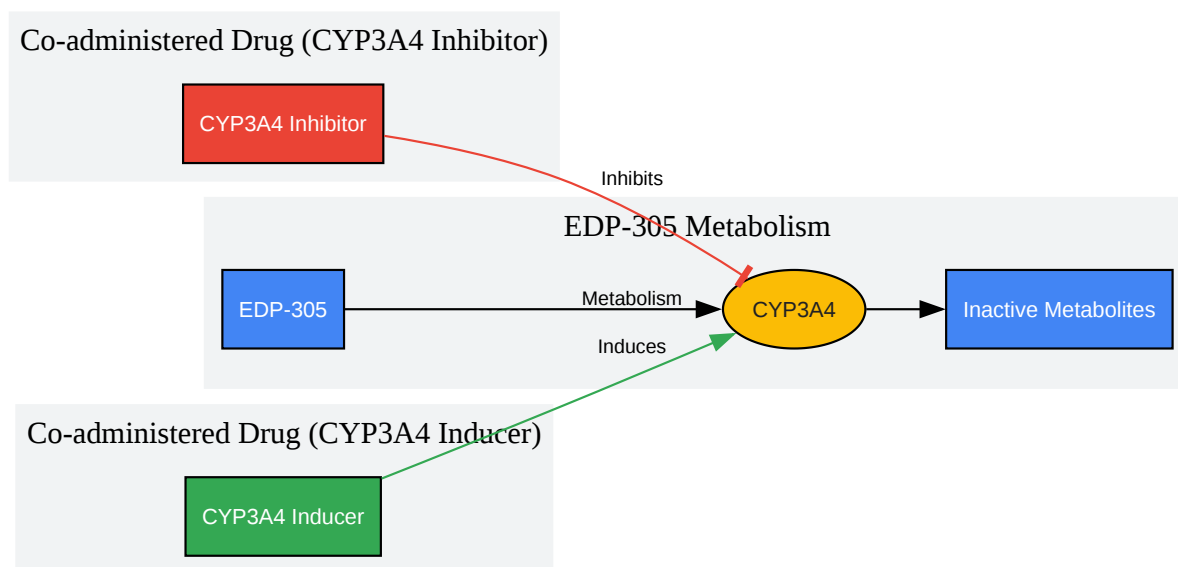 Co-administered Drug (CYP3A4 Inhibitor)
CYP3A4 Inhibitor
Inhibits
EDP-305 Metabolism
EDP-305
Metabolism
CYP3A4
Inactive Metabolites
Induces
Co-administered Drug (CYP3A4 Inducer)
CYP3A4 Inducer